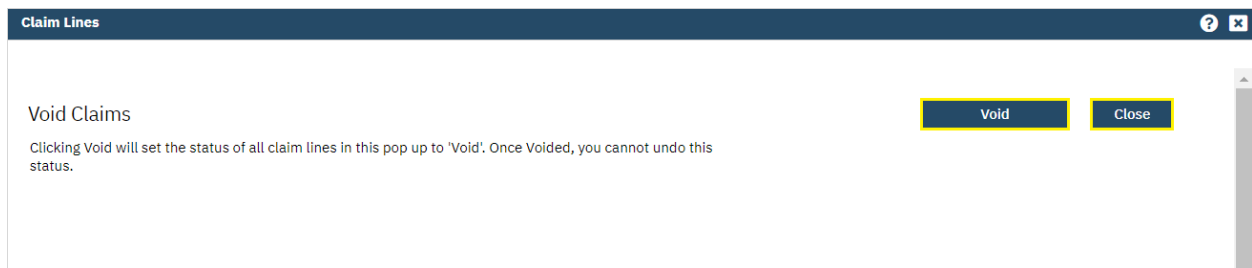 Claim Lines
Void Claims
Void
Close
Clicking Void will set the status of all claim lines in this pop up to 'Void'. Once Voided, you cannot undo this
status.